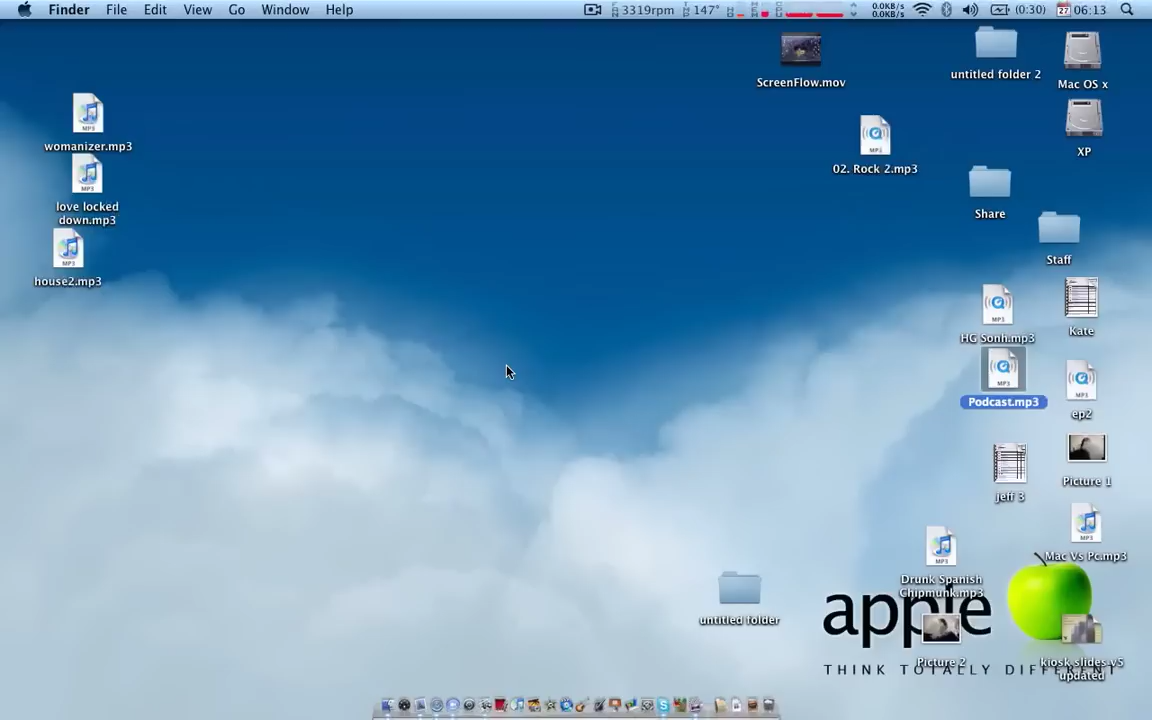 Finder File Edit View Go Window Help 3319rpm 147° 0.0KB/s 0.0KB/s (0:30) 27 06:13
ScreenFlow.mov
untitled folder 2
Mac OS x
womanizer.mp3
MP3
02. Rock 2.mp3
XP
love locked
down.mp3
Share
Staff
house2.mp3
HG Sonh.mp3
Kate
Podcast.mp3
ep2
jeff 3
Picture 1
Mac Vs Pc.mp3
Drunk Spanish
Chipmunk.mp3
untitled folder
apple
Picture 2
kiosk-slides-v5
updated
THINK TOTALLY DIFFERENT